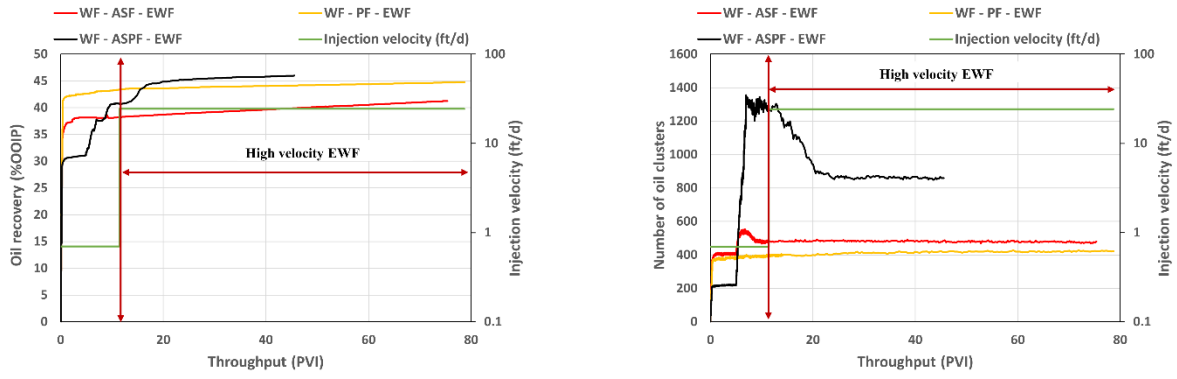 WF - ASF - EWF
WF - PF - EWF
WF - ASPF - EWF
Injection velocity (ft/d)
50
45
40
35
30
25
20
15
10
5
0
Oil recovery (%OOIP)
100
10
1
0.1
Injection velocity (ft/d)
High velocity EWF
0
20
40
60
80
Throughput (PVI)
WF - ASF - EWF
WF - PF - EWF
WF - ASPF - EWF
Injection velocity (ft/d)
1600
1400
1200
1000
800
600
400
200
0
Number of oil clusters
100
10
1
0.1
Injection velocity (ft/d)
High velocity EWF
0
20
40
60
80
Throughput (PVI)